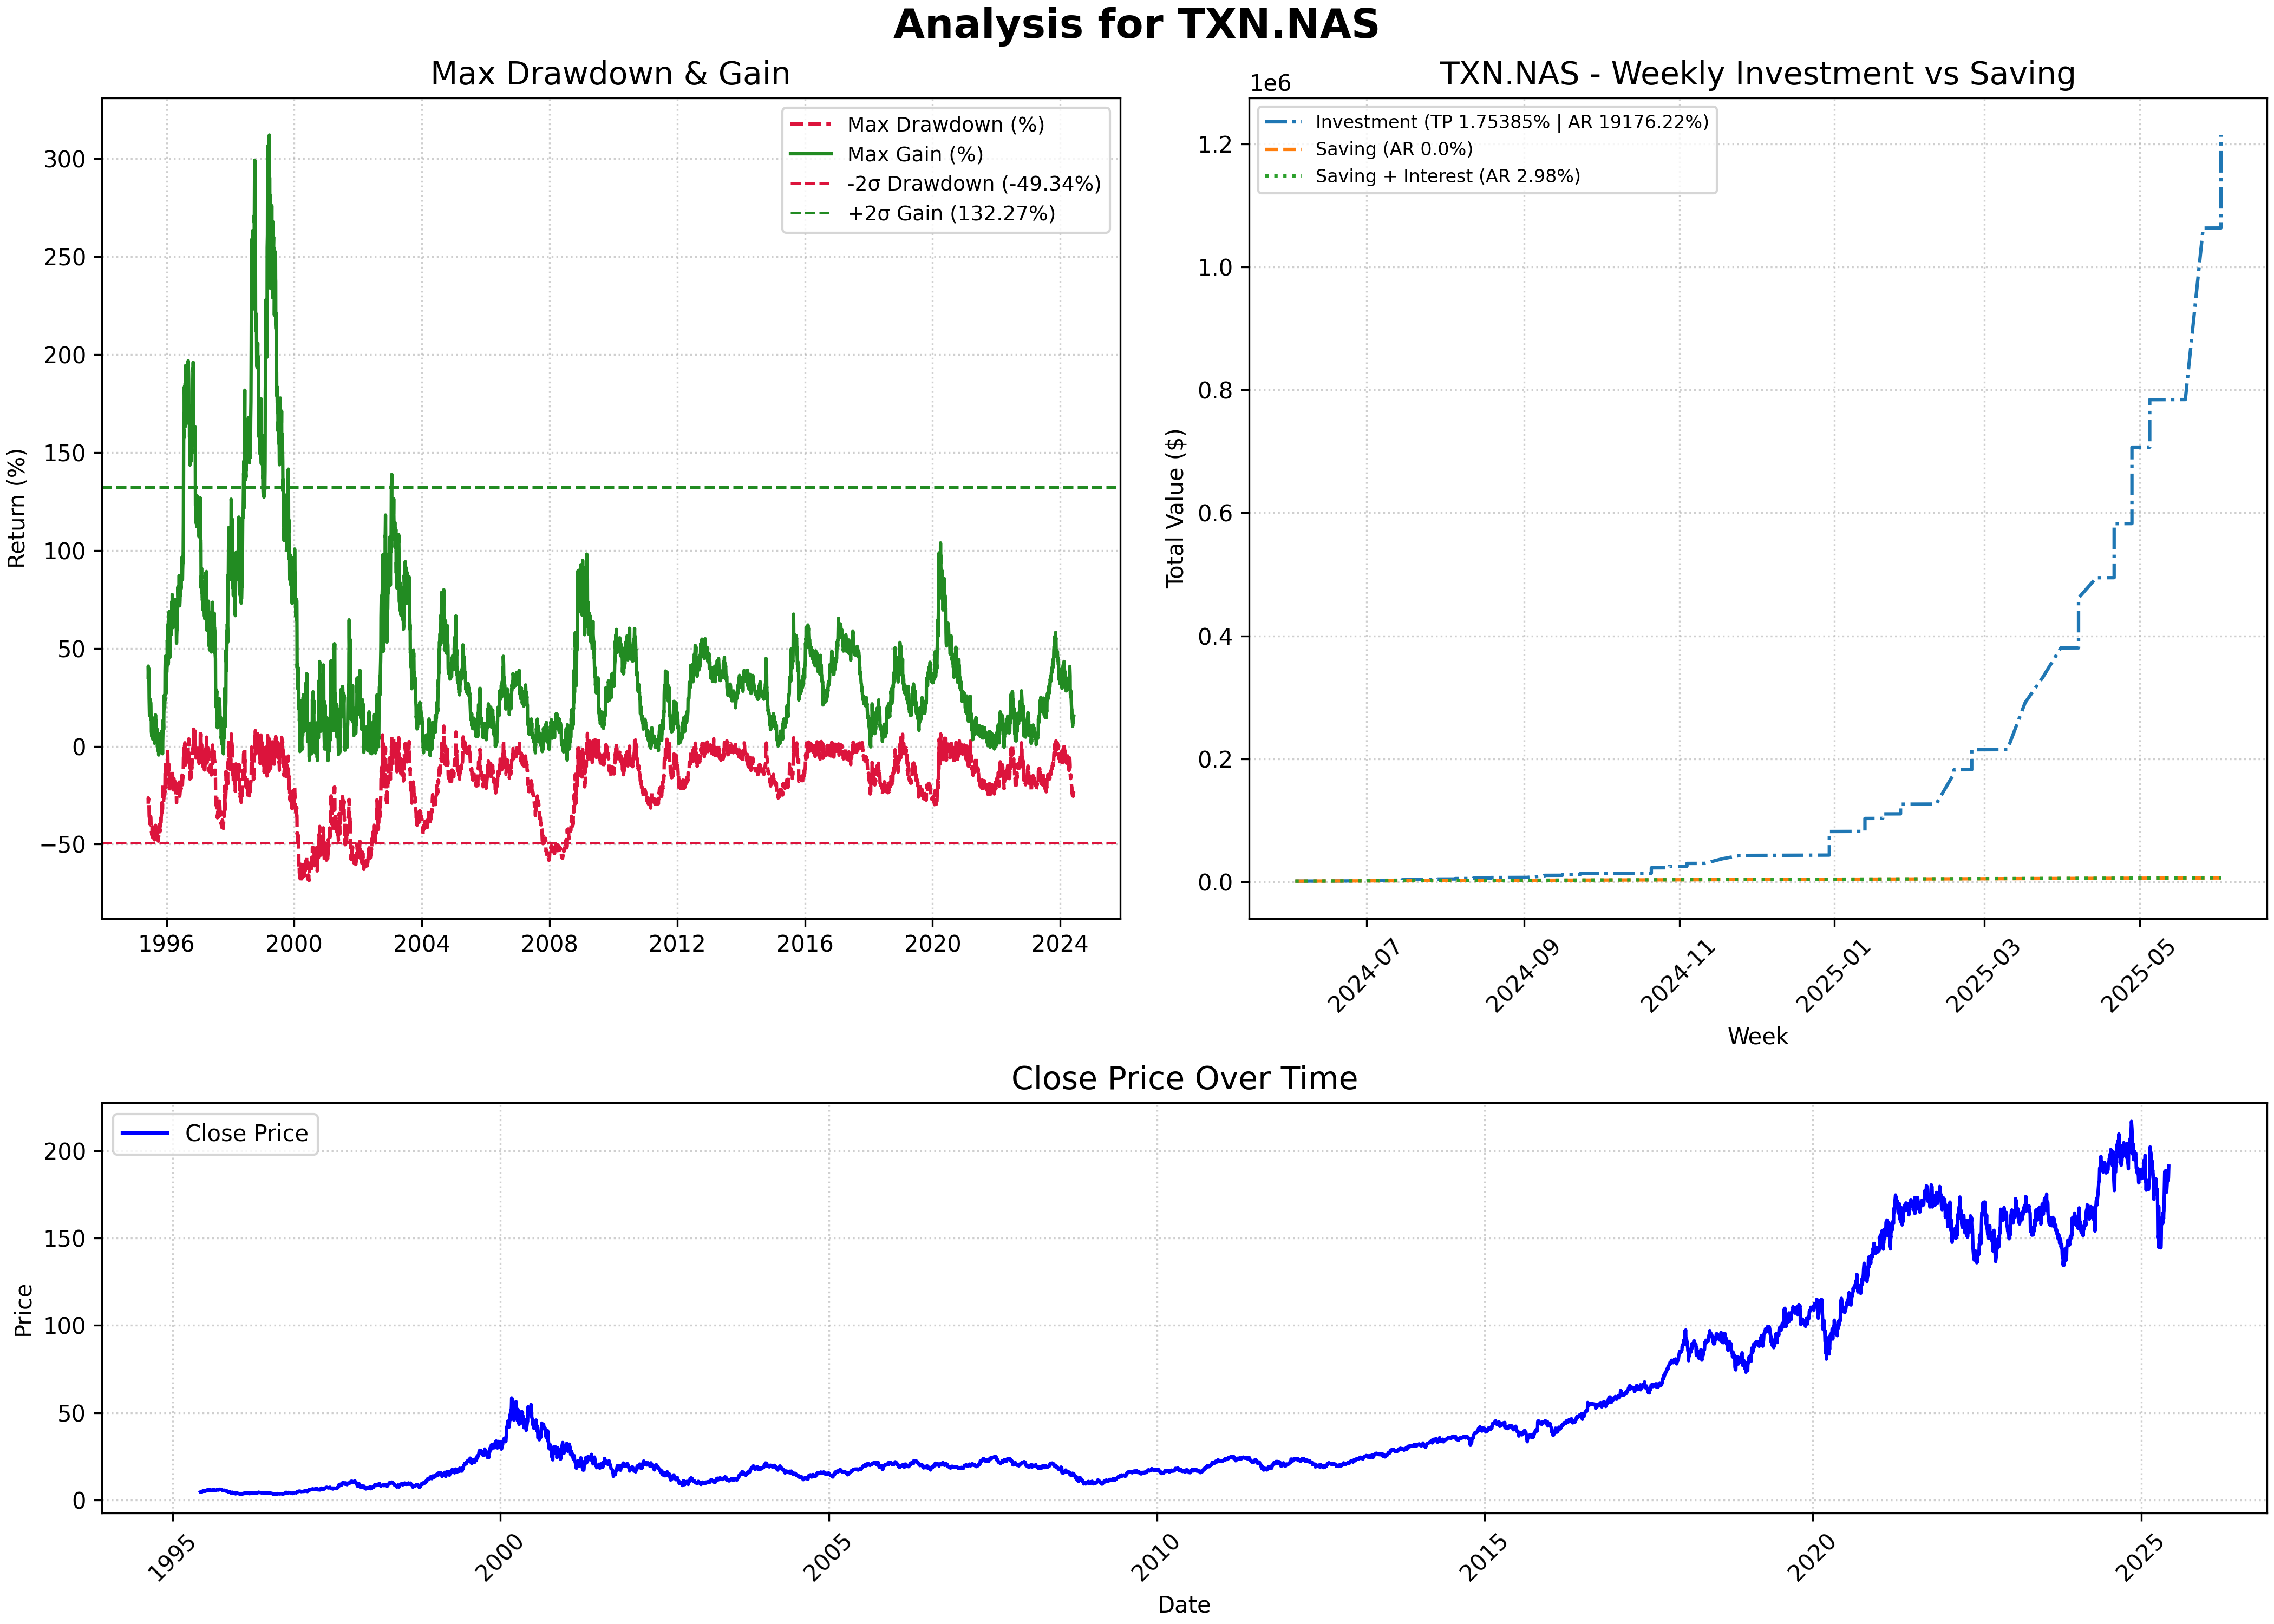 Analysis for TXN.NAS
Max Drawdown & Gain
Return (%)
300
250
200
150
100
50
0
−50
1996 2000 2004 2008 2012 2016 2020 2024
Max Drawdown (%)
Max Gain (%)
-2σ Drawdown (-49.34%)
+2σ Gain (132.27%)
TXN.NAS - Weekly Investment vs Saving
1e6
Total Value ($)
1.2
1.0
0.8
0.6
0.4
0.2
0.0
2024-07 2024-09 2024-11 2025-01 2025-03 2025-05
Week
Investment (TP 1.75385% | AR 19176.22%)
Saving (AR 0.0%)
Saving + Interest (AR 2.98%)
Close Price Over Time
Price
200
150
100
50
0
1995 2000 2005 2010 2015 2020 2025
Date
Close Price